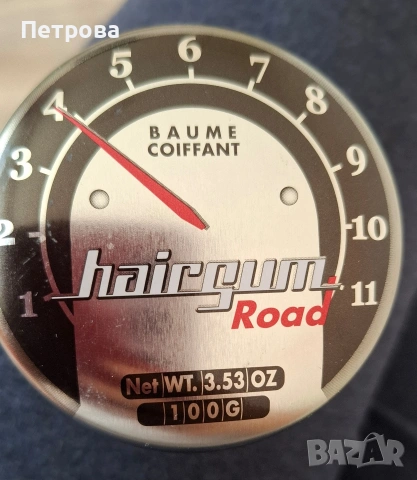 Петрова
1 2 3 4 5 6 7 8 9 10 11
BAUME
COIFFANT
hairgum
Road
Net WT. 3.53 OZ
100G
BAZAR